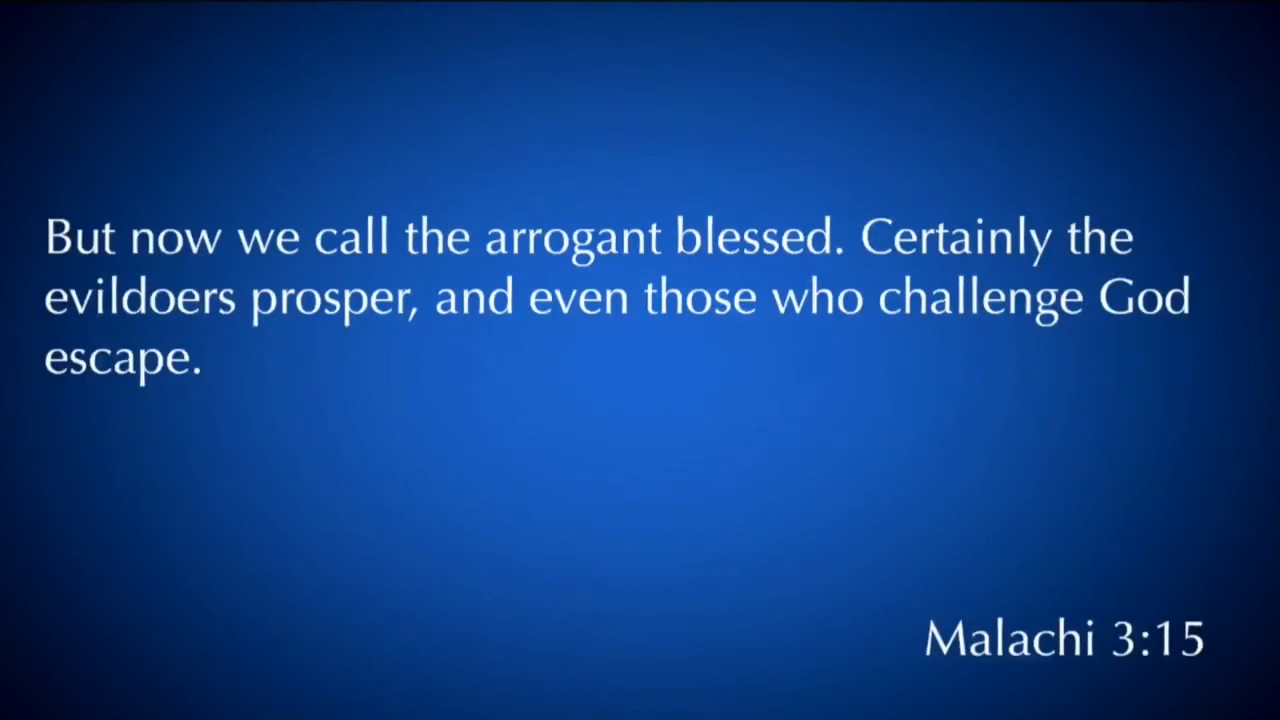 But now we call the arrogant blessed. Certainly the
evildoers prosper, and even those who challenge God
escape.
Malachi 3:15